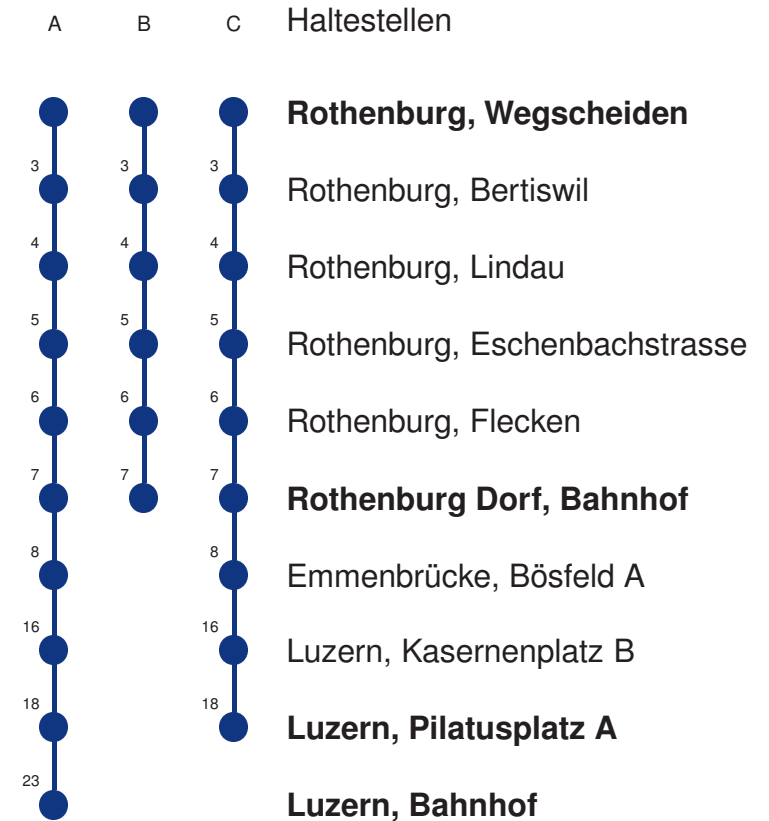 A B C Haltestellen
Rothenburg, Wegscheiden
3 3 3 Rothenburg, Bertiswil
4 4 4 Rothenburg, Lindau
5 5 5 Rothenburg, Eschenbachstrasse
6 6 6 Rothenburg, Flecken
7 7 7 Rothenburg Dorf, Bahnhof
8 8 Emmenbrücke, Bösfeld A
16 16 Luzern, Kasernenplatz B
18 18 Luzern, Pilatusplatz A
23 Luzern, Bahnhof